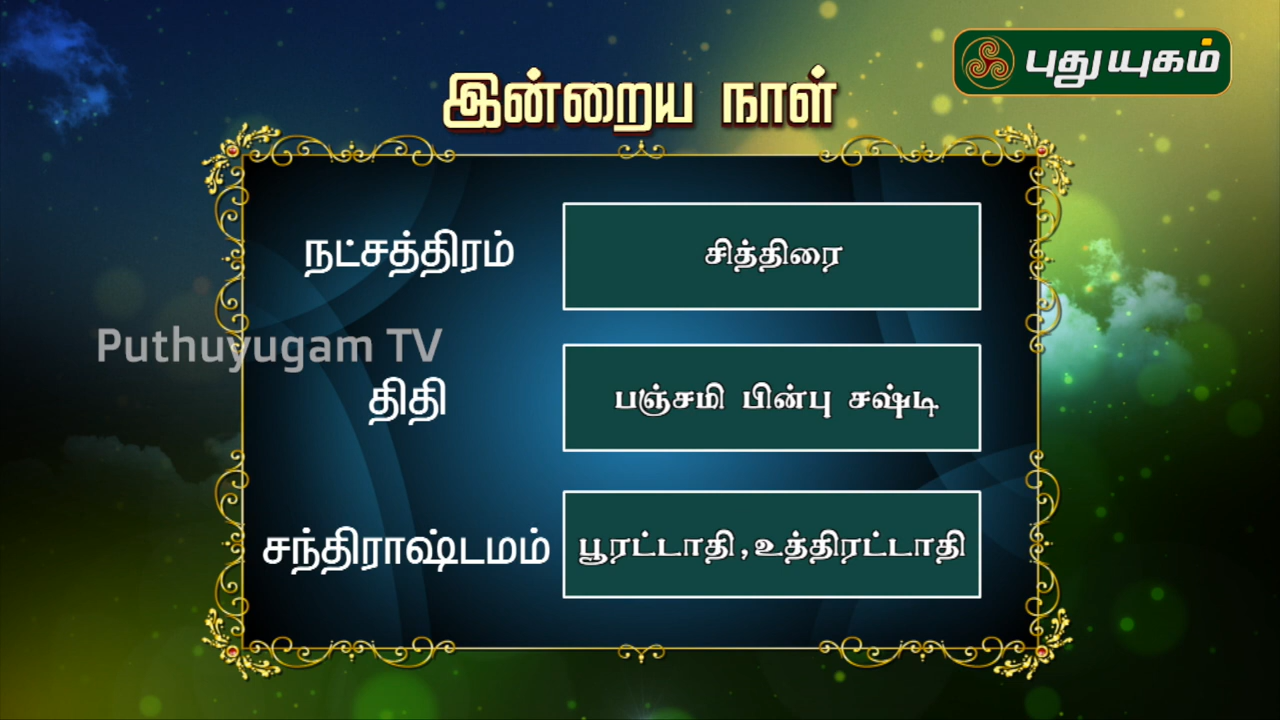 புதுயுகம்
இன்றைய நாள்
நட்சத்திரம் சித்திரை
Puthuyugam TV
திதி பஞ்சமி பின்பு சஷ்டி
சந்திராஷ்டமம் பூரட்டாதி,உத்திரட்டாதி